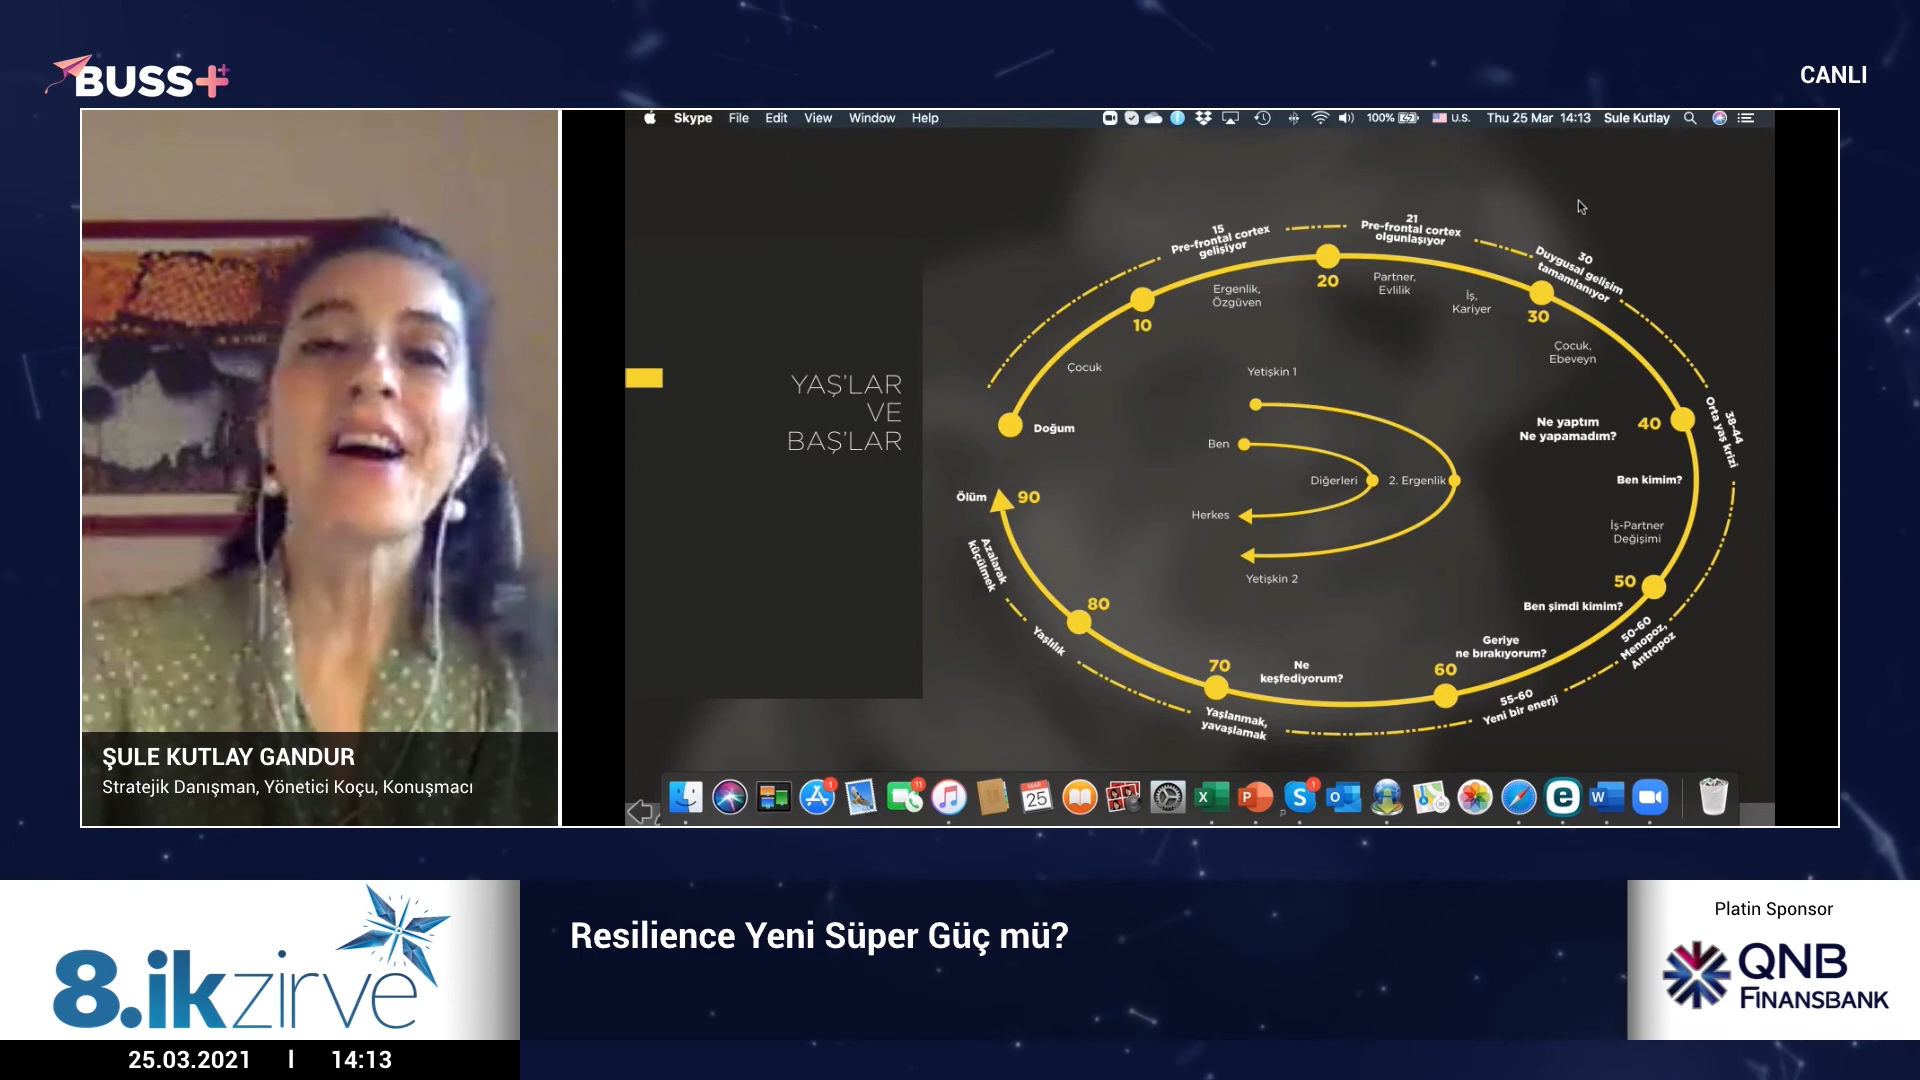 BUSS+
CANLI
Skype File Edit View Window Help
100% U.S. Thu 25 Mar 14:13 Sule Kutlay
YAŞ'LAR
VE
BAŞ'LAR
15
Pre-frontal cortex
gelişiyor
21
Pre-frontal cortex
olgunlaşıyor
30
Duygusal gelişim
tamamlanıyor
38-44
Orta yaş krizi
50-60
Menopoz,
Antropoz
55-60
Yeni bir enerji
Yaşlanmak,
yavaşlamak
Yaşlılık
Azalarak
küçülmek
Doğum
Çocuk
10
Ergenlik,
Özgüven
20
Partner,
Evlilik
İş,
Kariyer
30
Çocuk,
Ebeveyn
Ne yaptım
Ne yapamadım?
40
Ben kimim?
İş-Partner
Değişimi
50
Ben şimdi kimim?
Geriye
ne bırakıyorum?
60
Ne
keşfediyorum?
70
80
Ölüm 90
Yetişkin 1
Ben
Diğerleri
2. Ergenlik
Herkes
Yetişkin 2
1
11
MAR
25
1
X
P
S
O
e
W
ŞULE KUTLAY GANDUR
Stratejik Danışman, Yönetici Koçu, Konuşmacı
8.ikzirve
25.03.2021 | 14:13
Resilience Yeni Süper Güç mü?
Platin Sponsor
QNB
FINANSBANK